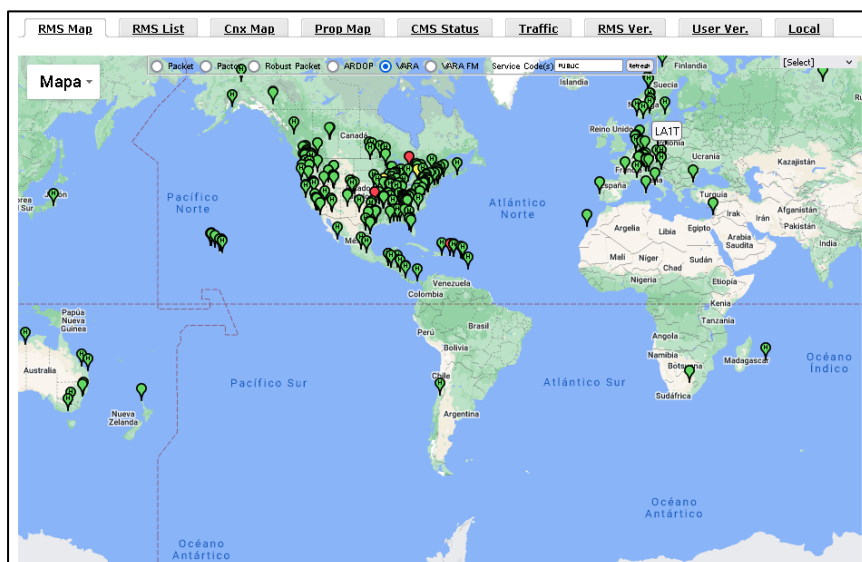 RMS Map RMS List Cnx Map Prop Map CMS Status Traffic RMS Ver. User Ver. Local
Mapa
Packet Pactor Robust Packet ARDOP VARA VARA FM Service Code(s) PUBLIC Refresh
[Select]
Finlandia
Suecia
Islandia
Canadá
Reino Unido
LA1T
Polonia
Ucrania
Kazajistán
España
Turquía
Pacífico
Norte
Atlántico
Norte
Irak
Irán
Afganistán
Pakistán
Argelia
Libia
Egipto
Arabia
Saudita
India
Malí
Níger
Chad
Sudán
Nigeria
Etiopía
Venezuela
Colombia
Kenia
Papúa
Nueva
Guinea
Tanzania
Perú
Brasil
Angola
Bolivia
Namibia
Madagascar
Océano
Índico
Australia
Pacífico Sur
Chile
Atlántico Sur
Sudáfrica
Nueva
Zelanda
Argentina
Océano
Antártico
Océano
Antártico